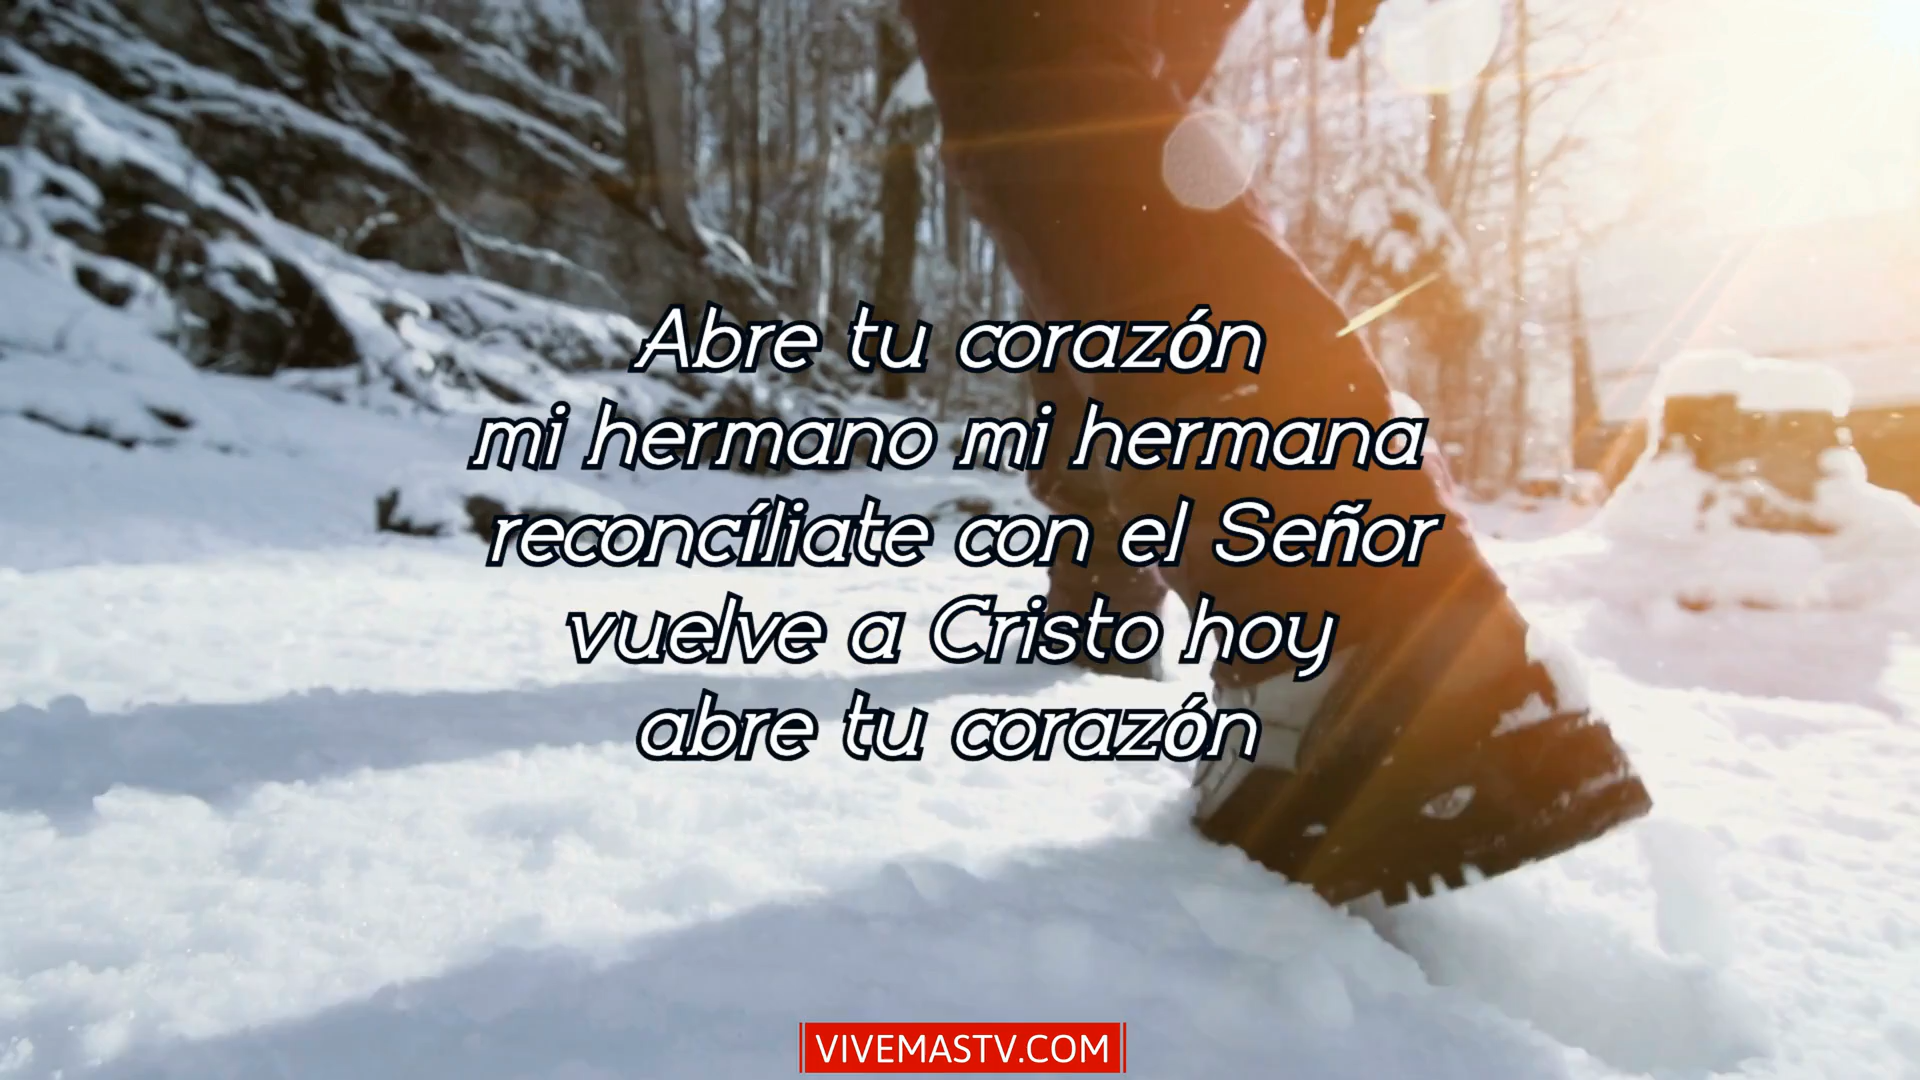 Abre tu corazón
mi hermano mi hermana
reconcíliate con el Señor
vuelve a Cristo hoy
abre tu corazón
VIVEMASTV.COM